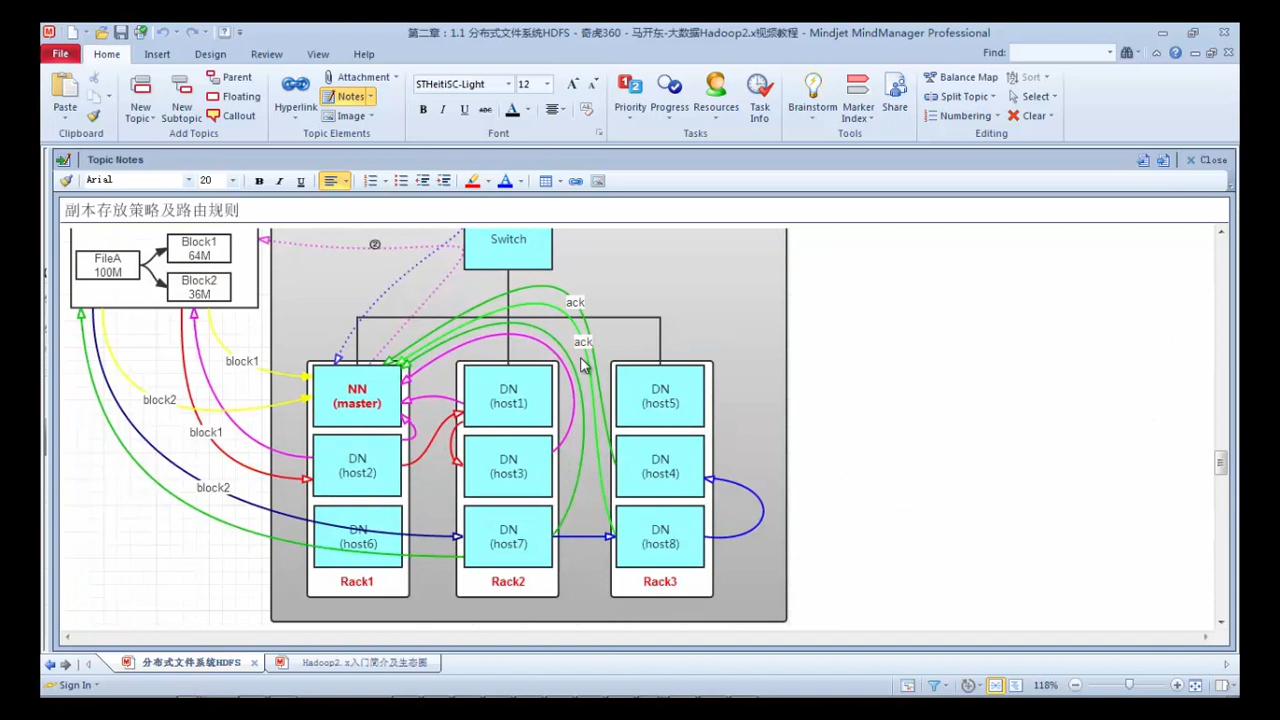 第二章：1.1 分布式文件系统HDFS - 奇虎360 - 马开东-大数据Hadoop2.x视频教程 - Mindjet MindManager Professional
File Home Insert Design Review View Help Find:
Paste
Clipboard
New Topic
New Subtopic
Parent
Floating
Callout
Add Topics
Hyperlink
Attachment
Notes
Image
Topic Elements
STHeitiSC-Light 12
B I U abc A
Font
Priority
Progress
Resources
Task Info
Tasks
Brainstorm
Marker Index
Share
Tools
Balance Map
Split Topic
Numbering
Sort
Select
Clear
Editing
Topic Notes
Close
Arial 20 B I U A
副本存放策略及路由规则
FileA
100M
Block1
64M
Block2
36M
②
Switch
ack
ack
block1
block2
block1
block2
NN
(master)
DN
(host2)
DN
(host6)
Rack1
DN
(host1)
DN
(host3)
DN
(host7)
Rack2
DN
(host5)
DN
(host4)
DN
(host8)
Rack3
分布式文件系统HDFS
Hadoop2.x入门简介及生态圈
Sign In
118%